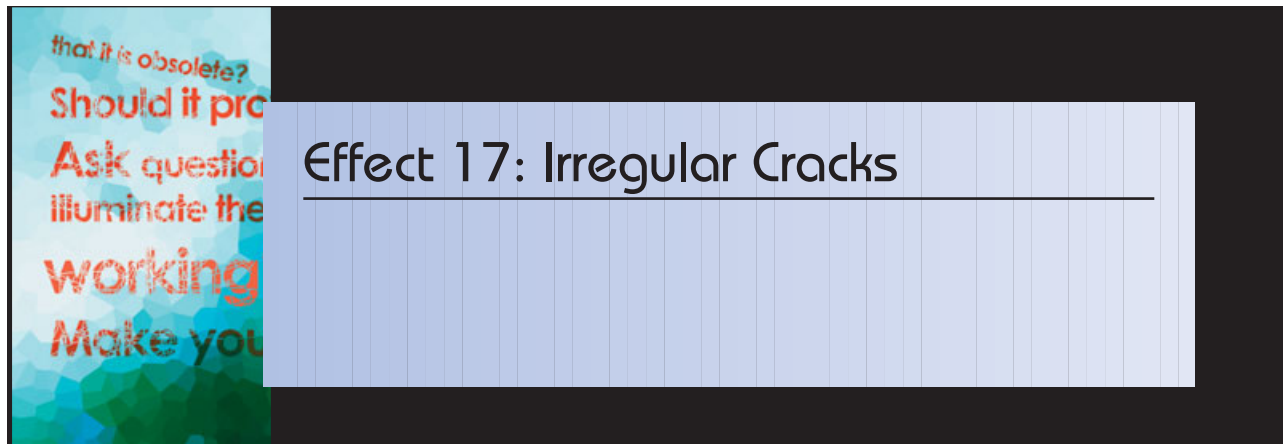 that it is obsolete?
Should it pro
Ask question
illuminate the
working
Make you
Effect 17: Irregular Cracks